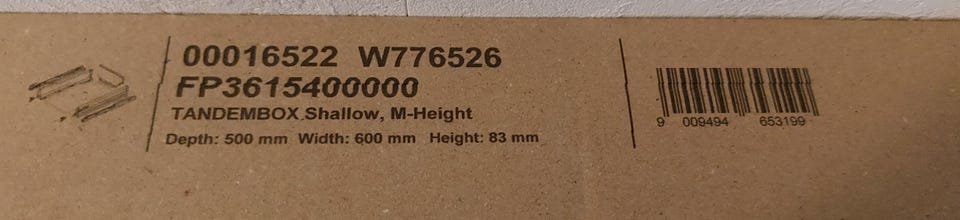 00016522 W776526
FP3615400000
TANDEMBOX Shallow, M-Height
Depth: 500 mm Width: 600 mm Height: 83 mm
9 009494 653199